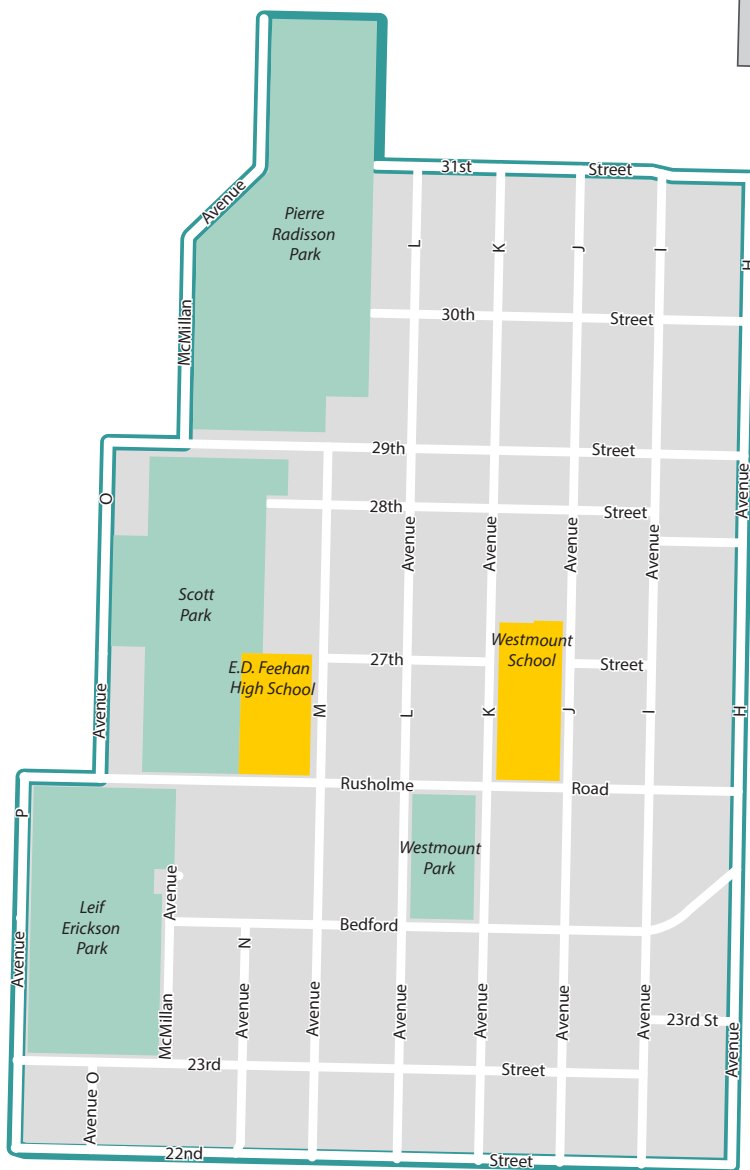 31st
Street
Avenue
Pierre
Radisson
Park
L
K
J
I
H
McMillan
30th
Street
29th
Street
O
28th
Street
Avenue
Avenue
Avenue
Avenue
Avenue
Scott
Park
Westmount
School
27th
Street
E.D. Feehan
High School
Avenue
M
L
K
J
I
H
Rusholme
Road
P
Westmount
Park
Avenue
Leif
Erickson
Park
Bedford
N
Avenue
McMillan
Avenue
Avenue
Avenue
Avenue
Avenue
Avenue
23rd St
Avenue
23rd
Street
Avenue O
22nd
Street